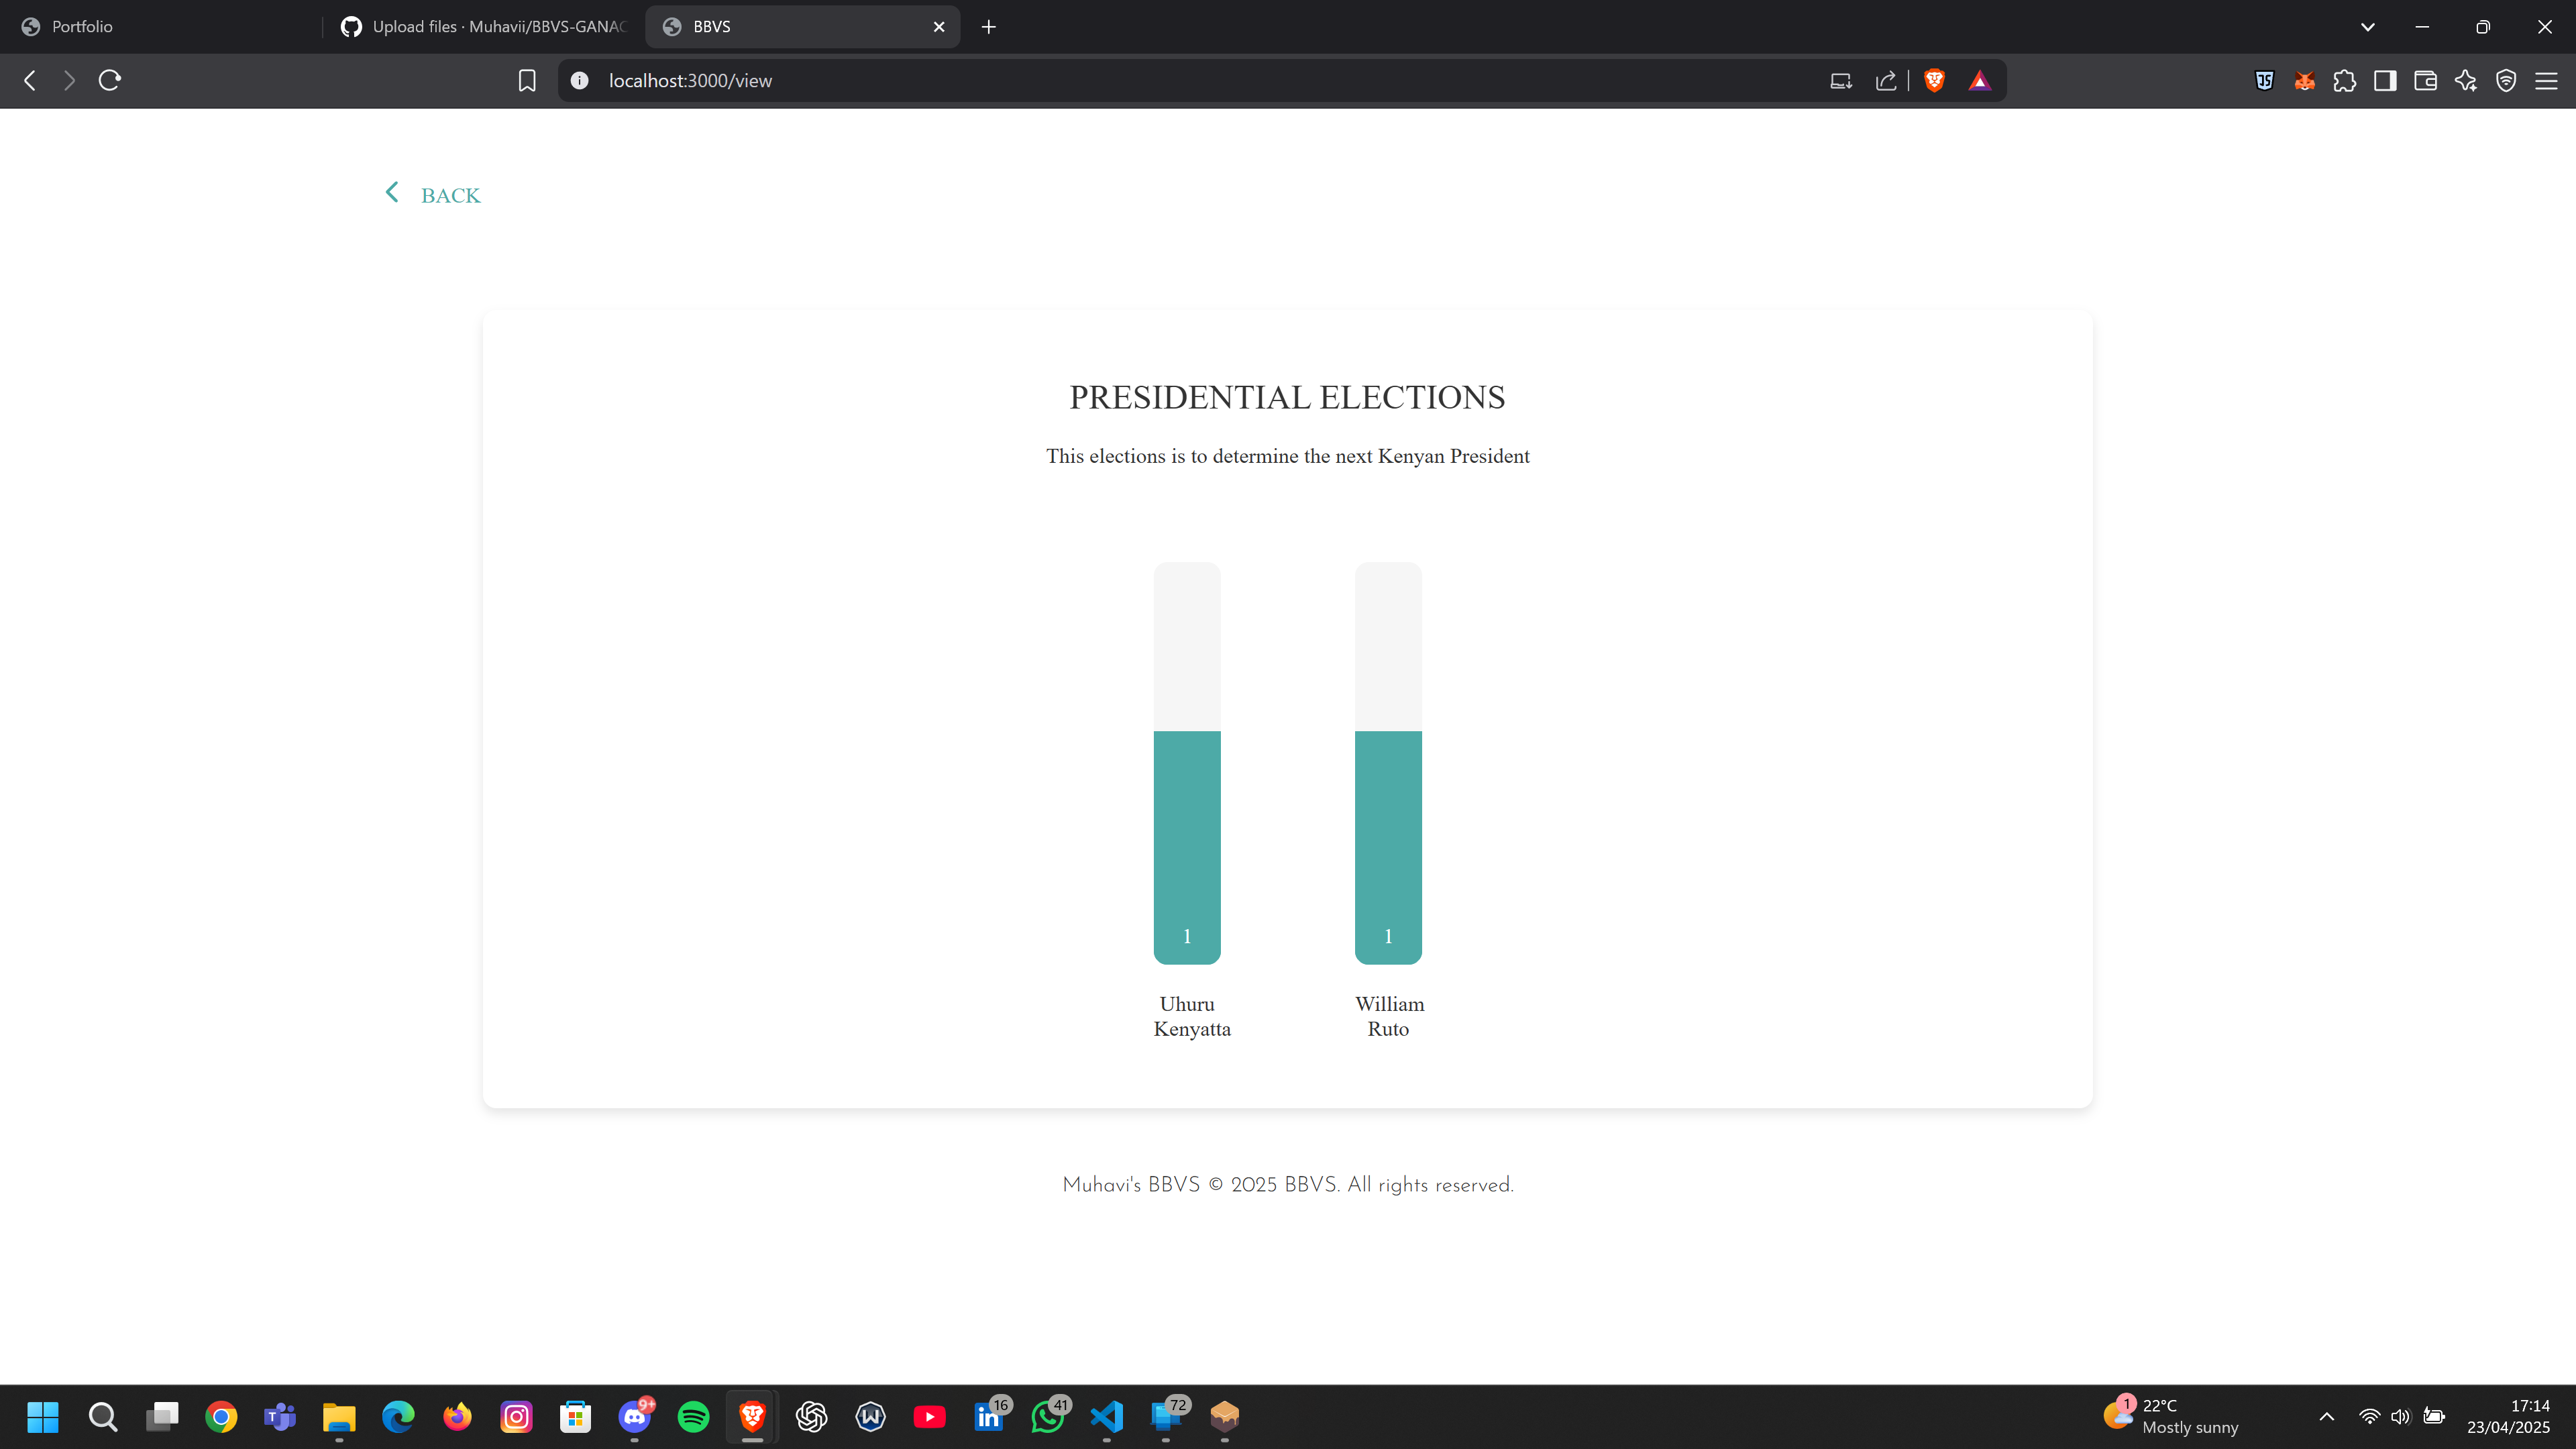 Portfolio
Upload files · Muhavii/BBVS-GANAC
BBVS
localhost:3000/view
BACK
PRESIDENTIAL ELECTIONS
This elections is to determine the next Kenyan President
1
1
Uhuru
Kenyatta
William
Ruto
Muhavi's BBVS © 2025 BBVS. All rights reserved.
9+
16
41
72
1
22°C
Mostly sunny
17:14
23/04/2025